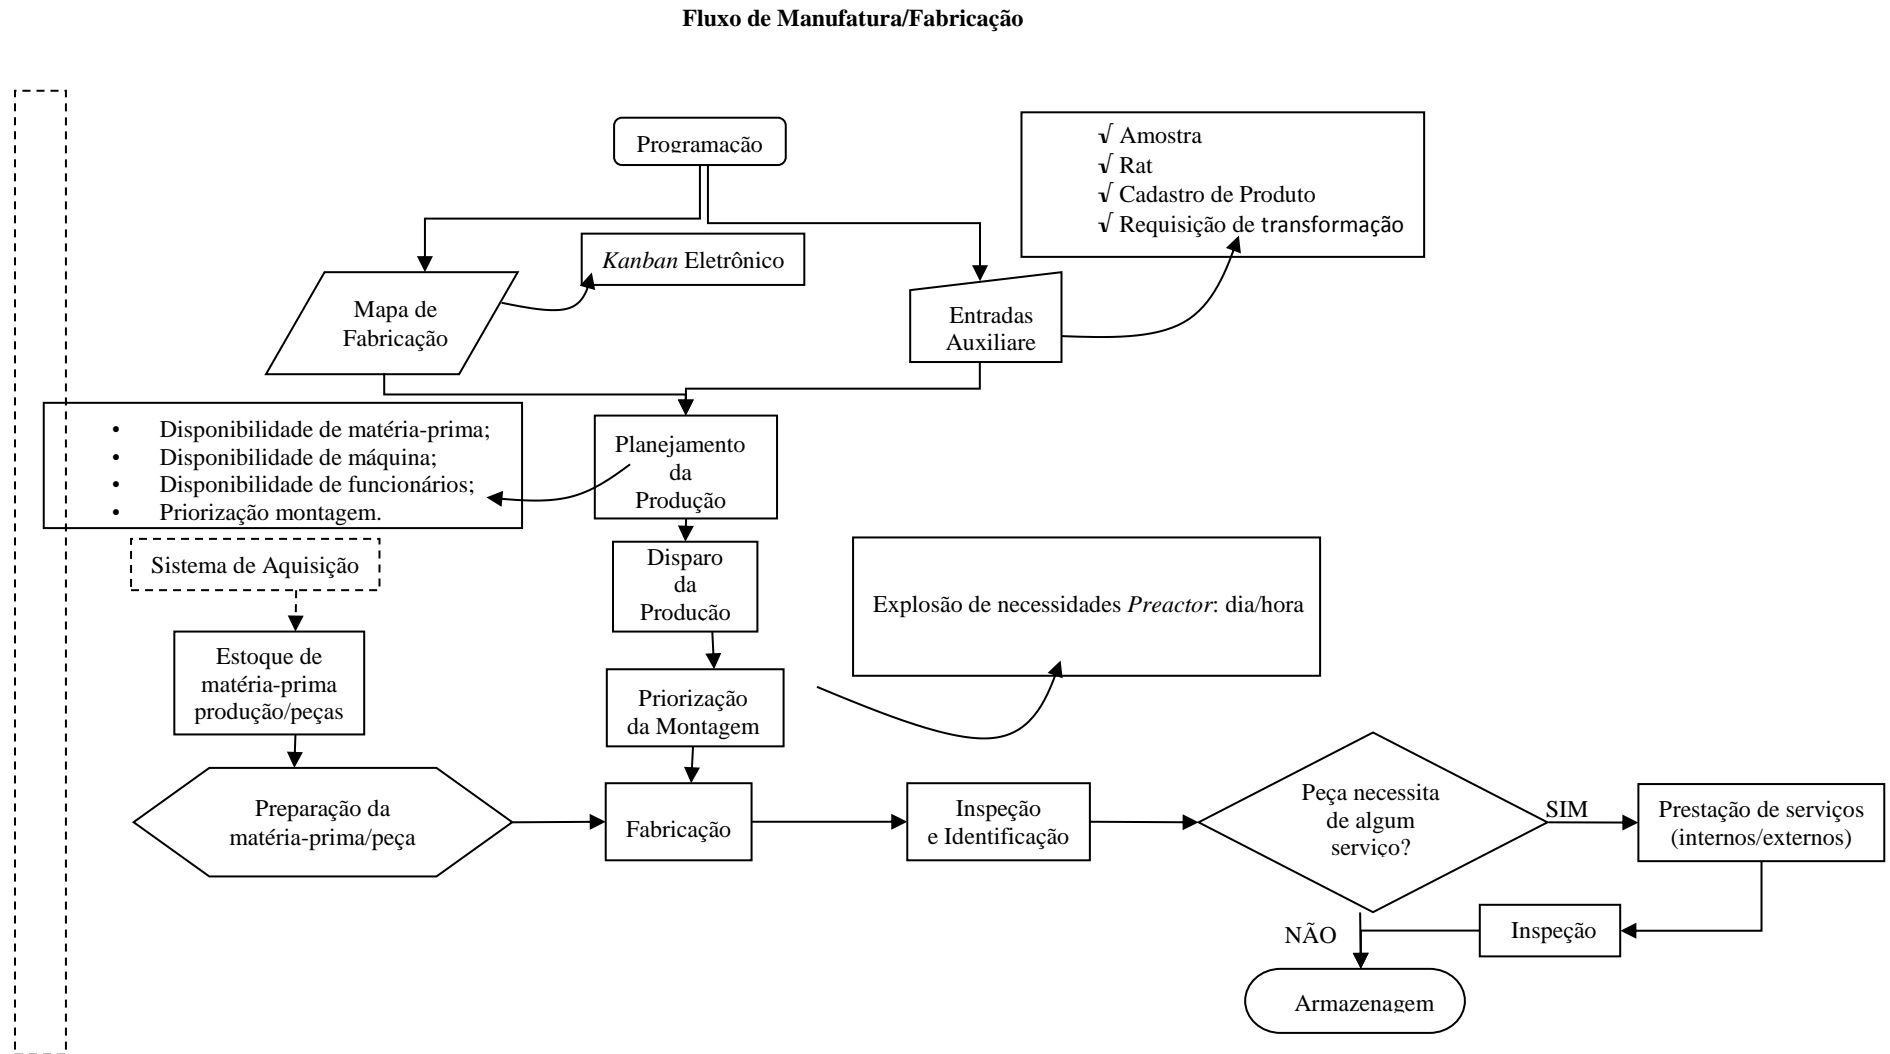 Fluxo de Manufatura/Fabricação
Programação
√ Amostra
√ Rat
√ Cadastro de Produto
√ Requisição de transformação
Kanban Eletrônico
Mapa de
Fabricação
Entradas
Auxiliare
• Disponibilidade de matéria-prima;
• Disponibilidade de máquina;
• Disponibilidade de funcionários;
• Priorização montagem.
Planejamento
da
Produção
Sistema de Aquisição
Disparo
da
Produção
Explosão de necessidades Preactor: dia/hora
Estoque de
matéria-prima
produção/peças
Priorização
da Montagem
Preparação da
matéria-prima/peça
Fabricação
Inspeção
e Identificação
Peça necessita
de algum
serviço?
SIM
Prestação de serviços
(internos/externos)
NÃO
Inspeção
Armazenagem